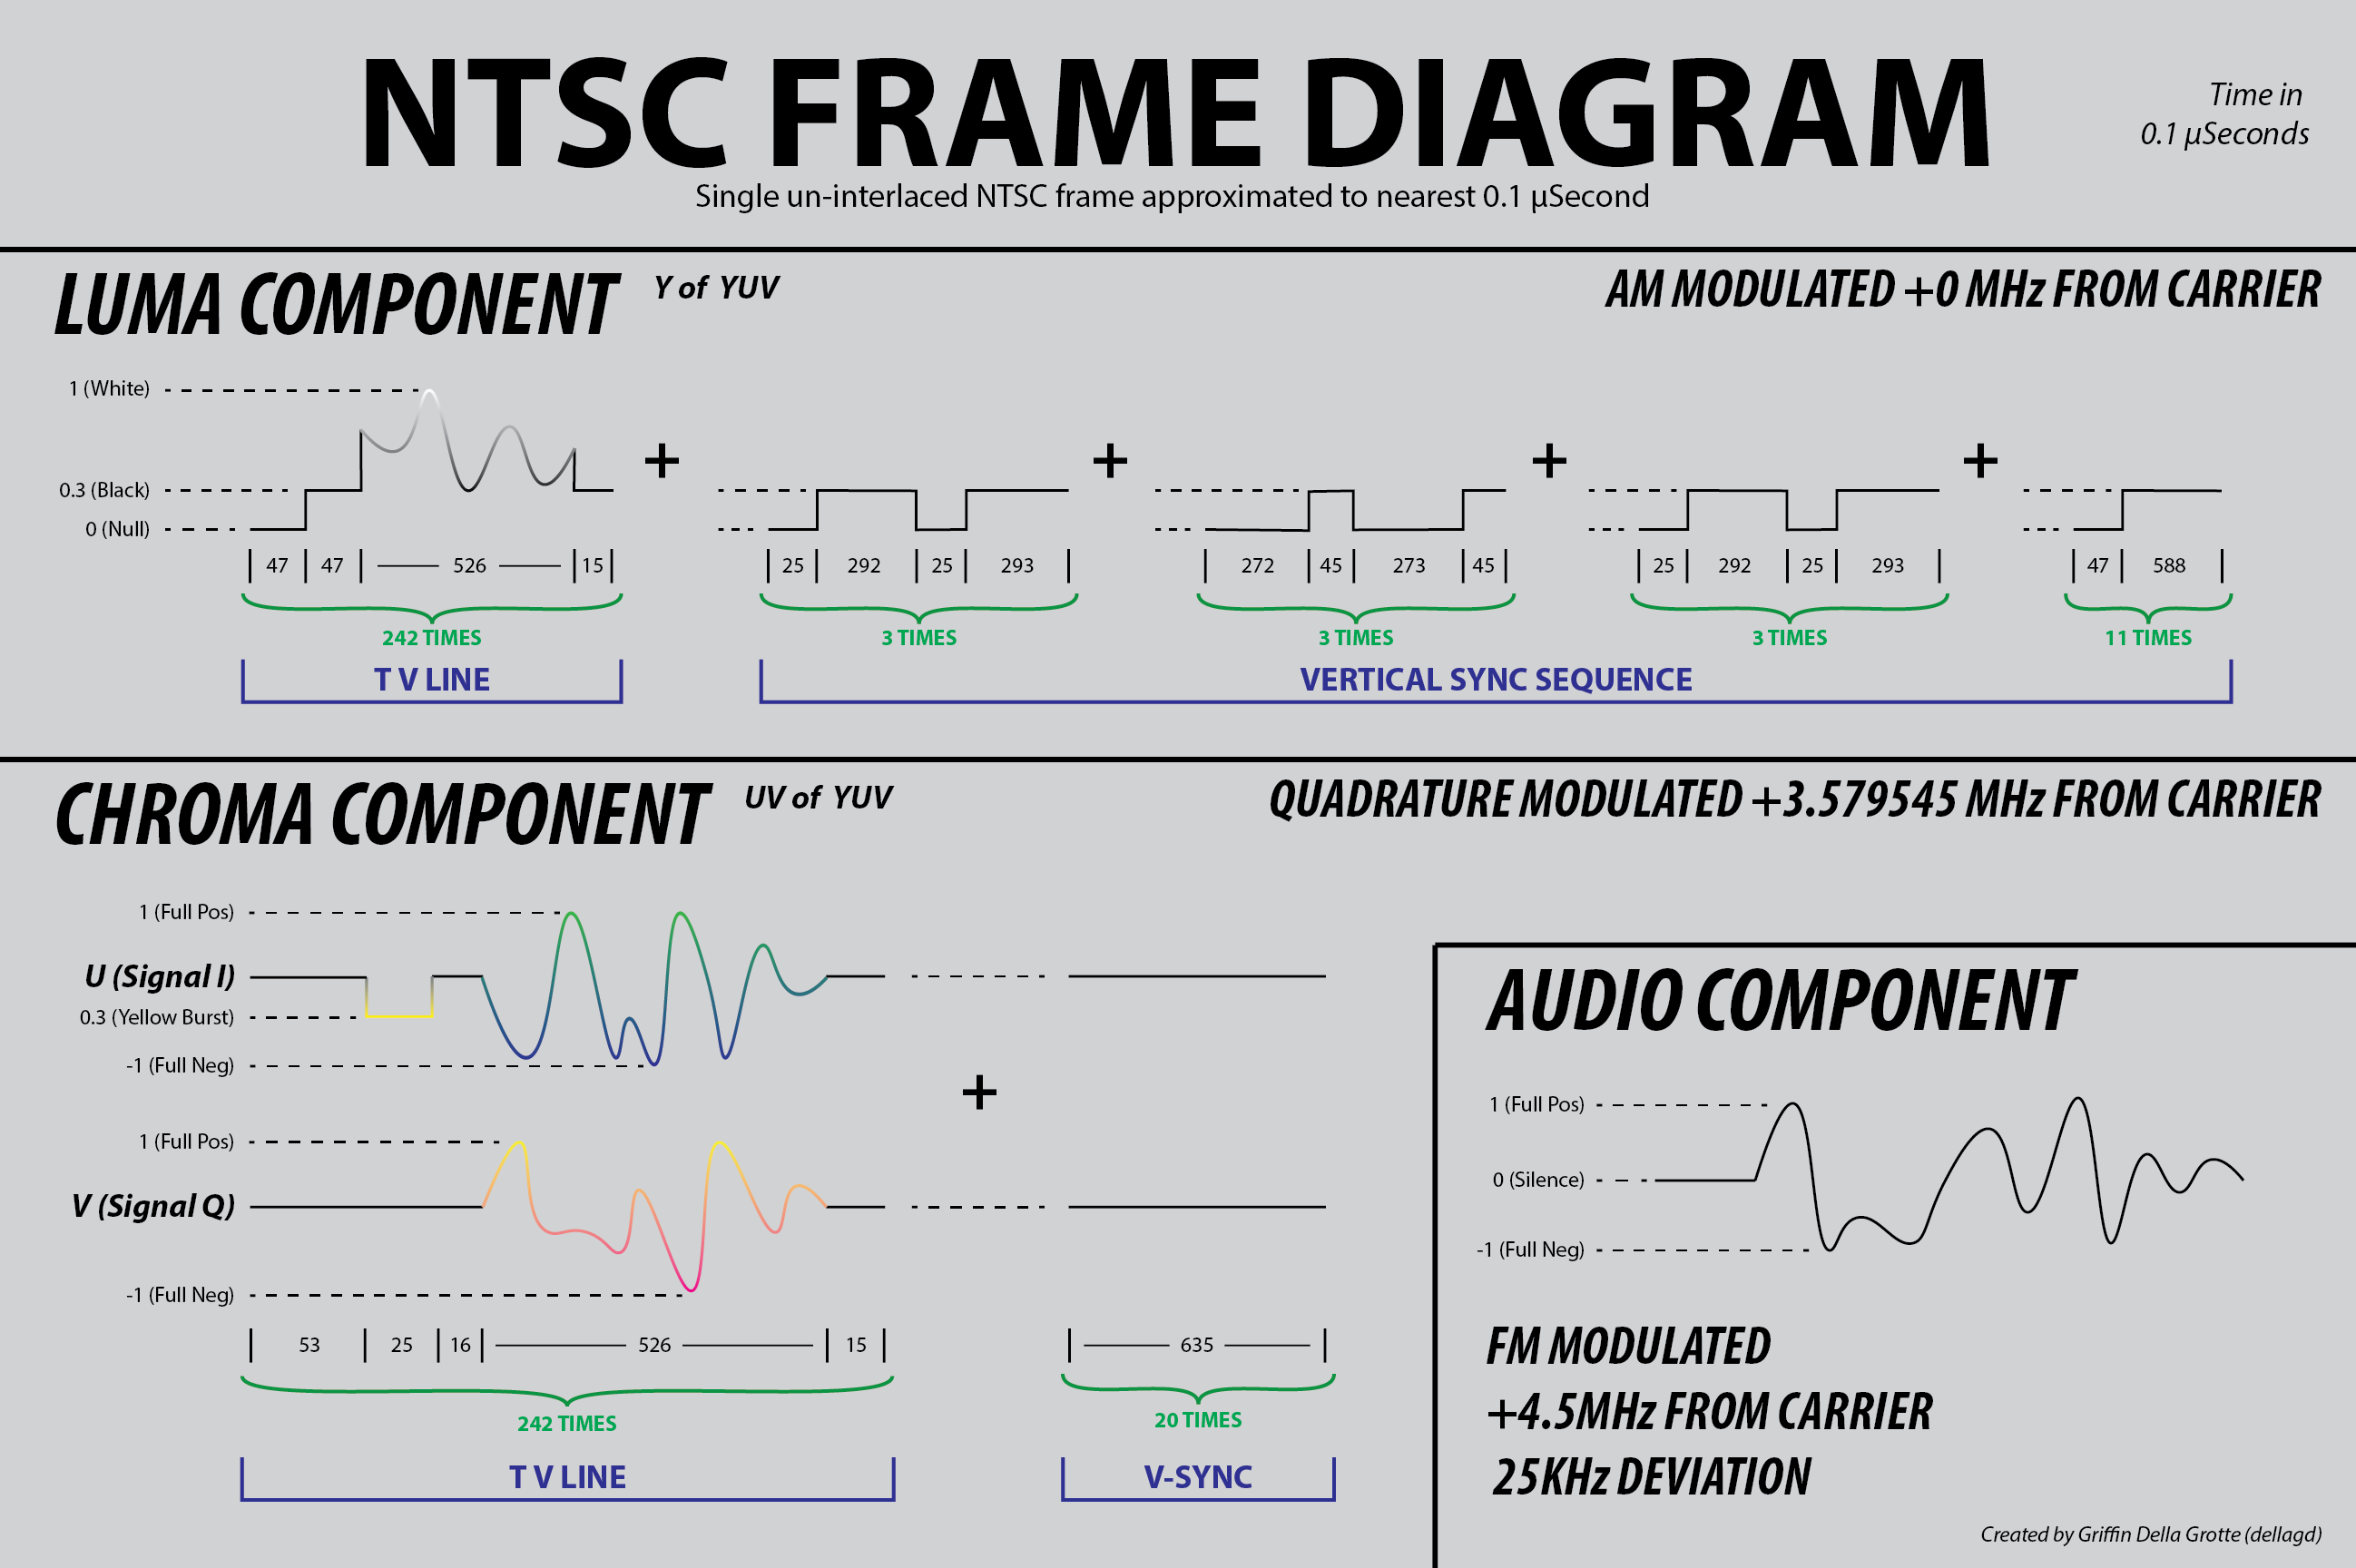 NTSC FRAME DIAGRAM
Time in
0.1 µSeconds
Single un-interlaced NTSC frame approximated to nearest 0.1 µSecond
LUMA COMPONENT Y of YUV
AM MODULATED +0 MHz FROM CARRIER
1 (White)
0.3 (Black)
0 (Null)
+ + + +
47 47 526 15 25 292 25 293 272 45 273 45 25 292 25 293 47 588
242 TIMES 3 TIMES 3 TIMES 3 TIMES 11 TIMES
T V LINE VERTICAL SYNC SEQUENCE
CHROMA COMPONENT UV of YUV
QUADRATURE MODULATED +3.579545 MHz FROM CARRIER
1 (Full Pos)
U (Signal I)
0.3 (Yellow Burst)
-1 (Full Neg)
+
1 (Full Pos)
V (Signal Q)
-1 (Full Neg)
53 25 16 526 15 635
242 TIMES 20 TIMES
T V LINE V-SYNC
AUDIO COMPONENT
1 (Full Pos)
0 (Silence)
-1 (Full Neg)
FM MODULATED
+4.5MHz FROM CARRIER
25KHz DEVIATION
Created by Griffin Della Grotte (dellagd)